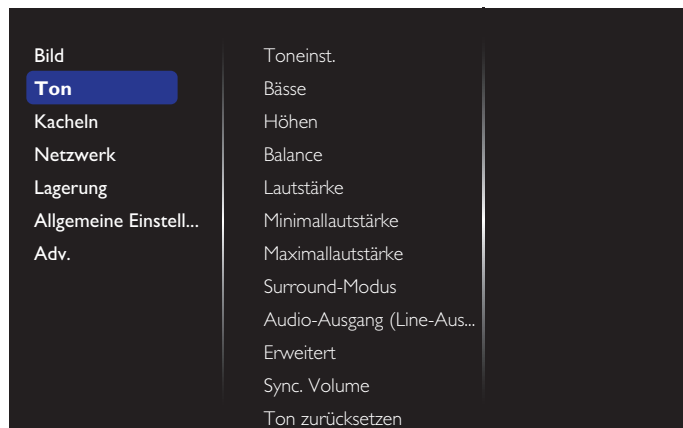 Bild
Ton
Kacheln
Netzwerk
Lagerung
Allgemeine Einstell...
Adv.
Toneinst.
Bässe
Höhen
Balance
Lautstärke
Minimallautstärke
Maximallautstärke
Surround-Modus
Audio-Ausgang (Line-Aus...
Erweitert
Sync. Volume
Ton zurücksetzen